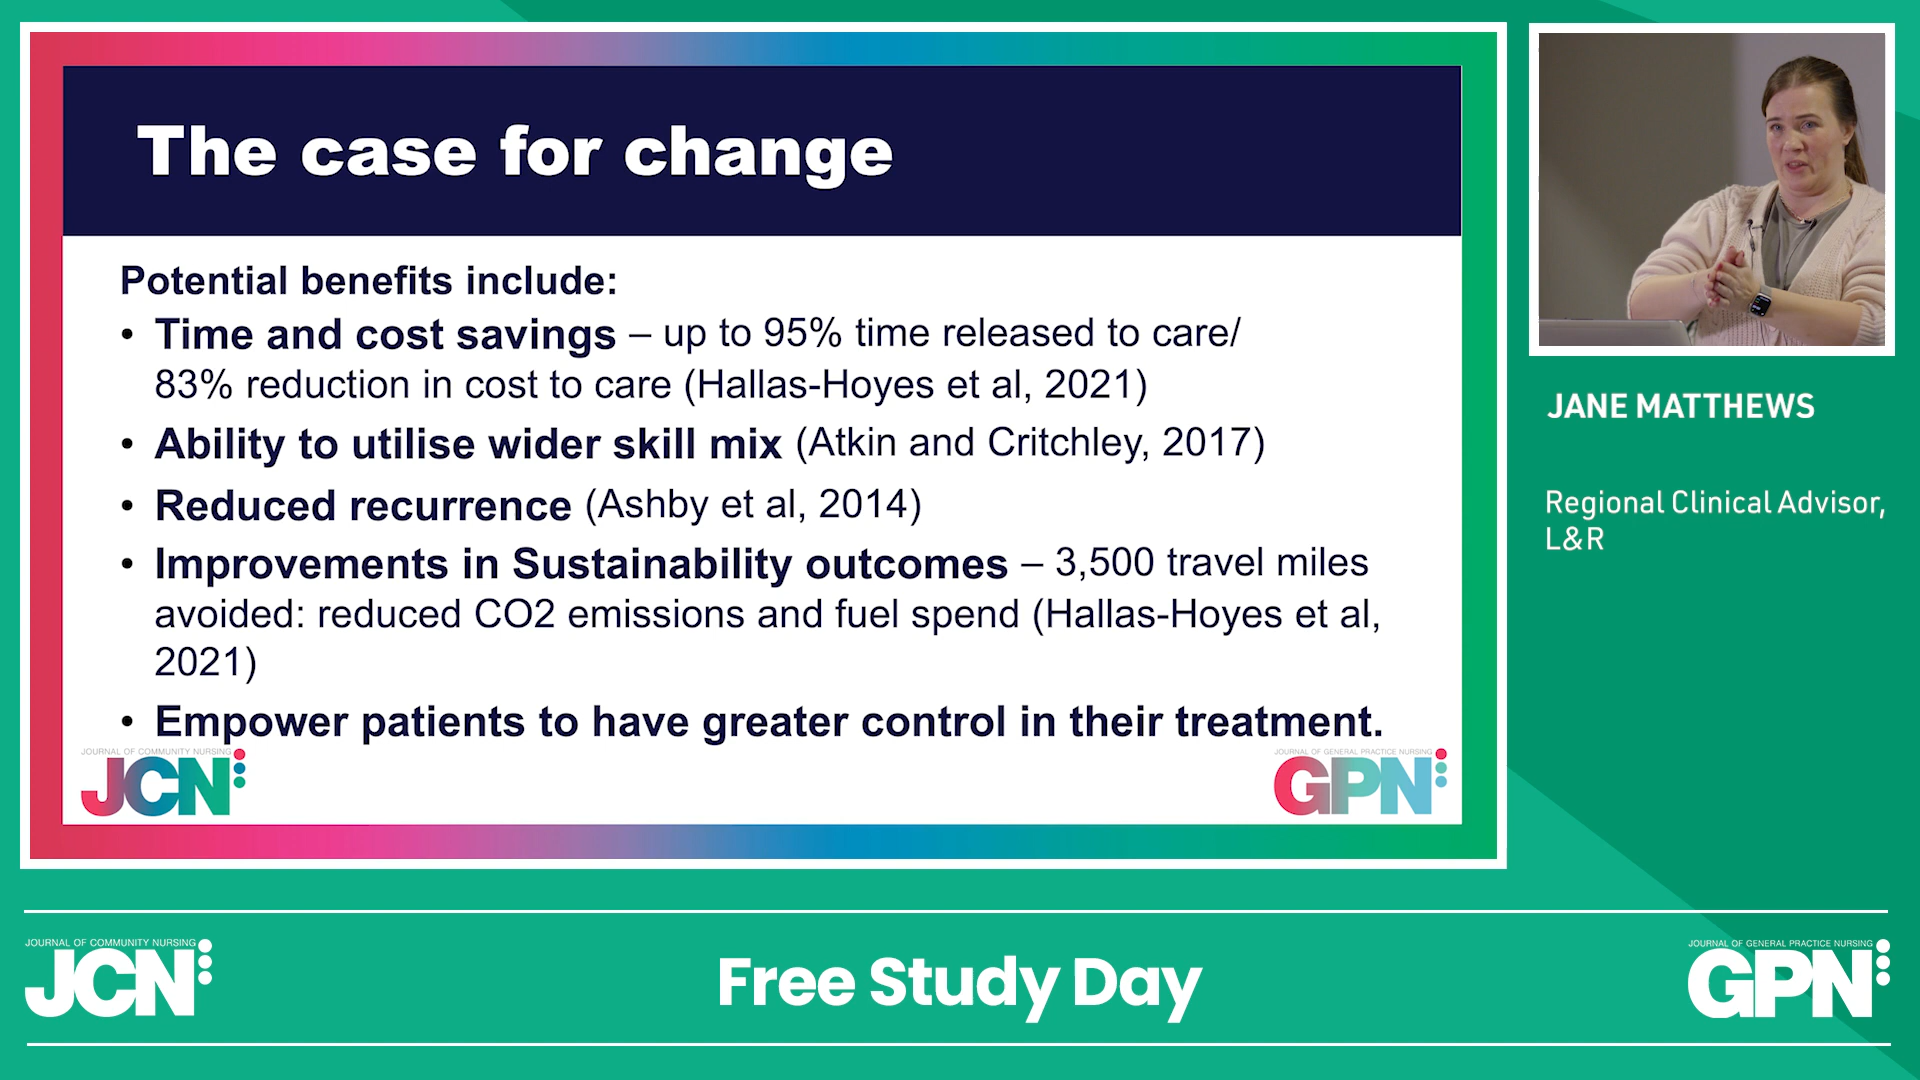 The case for change
Potential benefits include:
• Time and cost savings – up to 95% time released to care/
83% reduction in cost to care (Hallas-Hoyes et al, 2021)
• Ability to utilise wider skill mix (Atkin and Critchley, 2017)
• Reduced recurrence (Ashby et al, 2014)
• Improvements in Sustainability outcomes – 3,500 travel miles
avoided: reduced CO2 emissions and fuel spend (Hallas-Hoyes et al,
2021)
• Empower patients to have greater control in their treatment.
JOURNAL OF COMMUNITY NURSING
JCN
JOURNAL OF GENERAL PRACTICE NURSING
GPN
JANE MATTHEWS
Regional Clinical Advisor,
L&R
JOURNAL OF COMMUNITY NURSING
JCN
Free Study Day
JOURNAL OF GENERAL PRACTICE NURSING
GPN